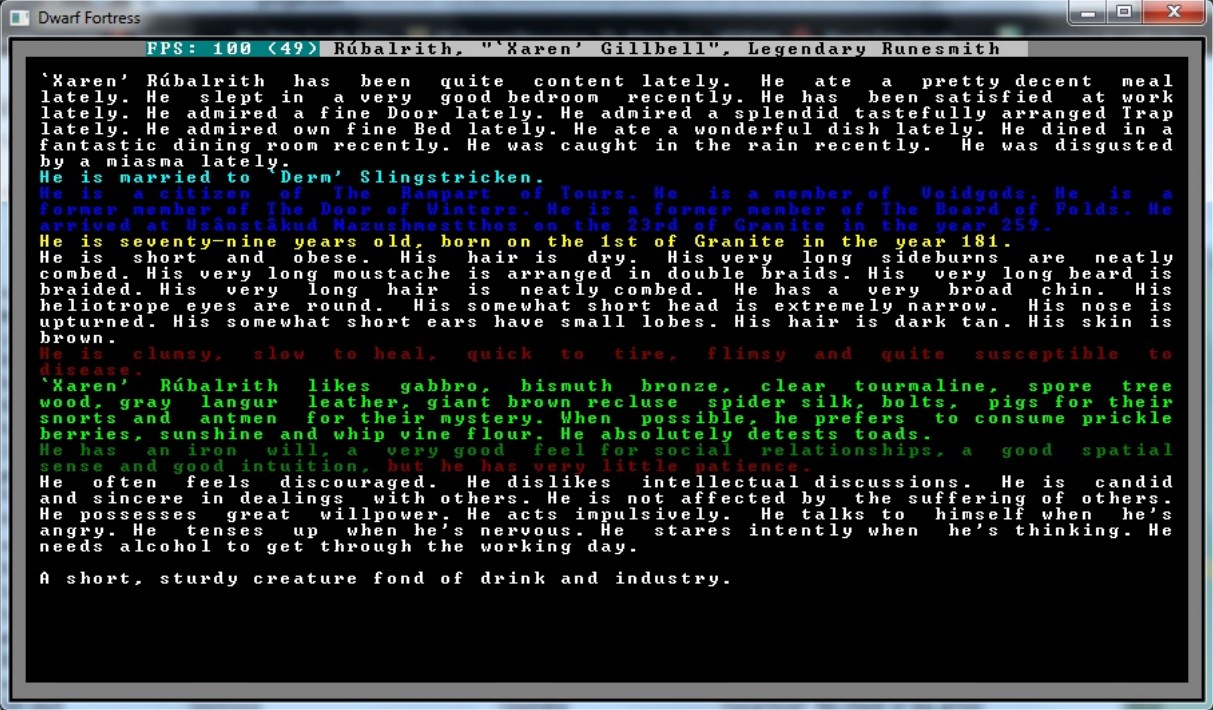 Dwarf Fortress
FPS: 100 (49) Rúbalrith, "`Xaren' Gillbell", Legendary Runesmith
`Xaren' Rúbalrith has been quite content lately. He ate a pretty decent meal
lately. He slept in a very good bedroom recently. He has been satisfied at work
lately. He admired a fine Door lately. He admired a splendid tastefully arranged Trap
lately. He admired own fine Bed lately. He ate a wonderful dish lately. He dined in a
fantastic dining room recently. He was caught in the rain recently. He was disgusted
by a miasma lately.
He is married to `Derm' Slingstricken.
He is a citizen of The Rampart of Tours. He is a member of Voidgods. He is a
former member of The Door of Winters. He is a former member of The Board of Folds. He
arrived at Usânstâkud Nazushmestthos on the 23rd of Granite in the year 259.
He is seventy-nine years old, born on the 1st of Granite in the year 181.
He is short and obese. His hair is dry. His very long sideburns are neatly
combed. His very long moustache is arranged in double braids. His very long beard is
braided. His very long hair is neatly combed. He has a very broad chin. His
heliotrope eyes are round. His somewhat short head is extremely narrow. His nose is
upturned. His somewhat short ears have small lobes. His hair is dark tan. His skin is
brown.
He is clumsy, slow to heal, quick to tire, flimsy and quite susceptible to
disease.
`Xaren' Rúbalrith likes gabbro, bismuth bronze, clear tourmaline, spore tree
wood, gray langur leather, giant brown recluse spider silk, bolts, pigs for their
snorts and antmen for their mystery. When possible, he prefers to consume prickle
berries, sunshine and whip vine flour. He absolutely detests toads.
He has an iron will, a very good feel for social relationships, a good spatial
sense and good intuition, but he has very little patience.
He often feels discouraged. He dislikes intellectual discussions. He is candid
and sincere in dealings with others. He is not affected by the suffering of others.
He possesses great willpower. He acts impulsively. He talks to himself when he's
angry. He tenses up when he's nervous. He stares intently when he's thinking. He
needs alcohol to get through the working day.
A short, sturdy creature fond of drink and industry.